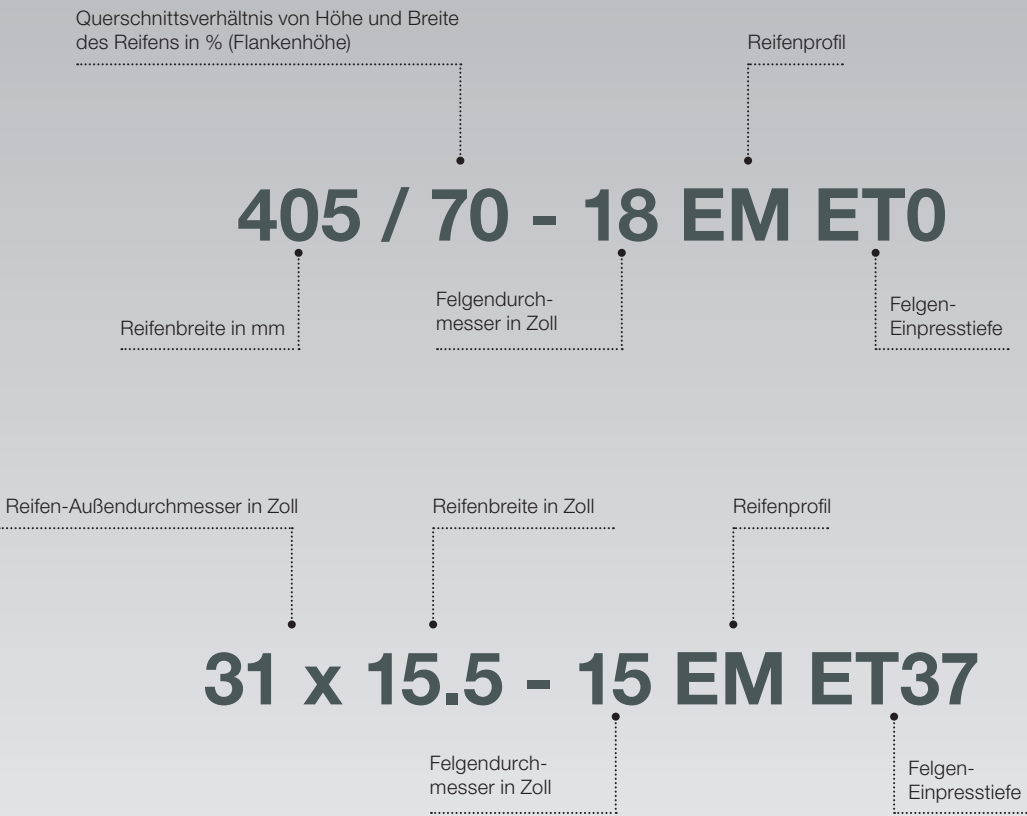 Querschnittsverhältnis von Höhe und Breite
des Reifens in % (Flankenhöhe)
Reifenprofil
405 / 70 - 18 EM ET0
Reifenbreite in mm
Felgendurch-
messer in Zoll
Felgen-
Einpresstiefe
Reifen-Außendurchmesser in Zoll
Reifenbreite in Zoll
Reifenprofil
31 x 15.5 - 15 EM ET37
Felgendurch-
messer in Zoll
Felgen-
Einpresstiefe